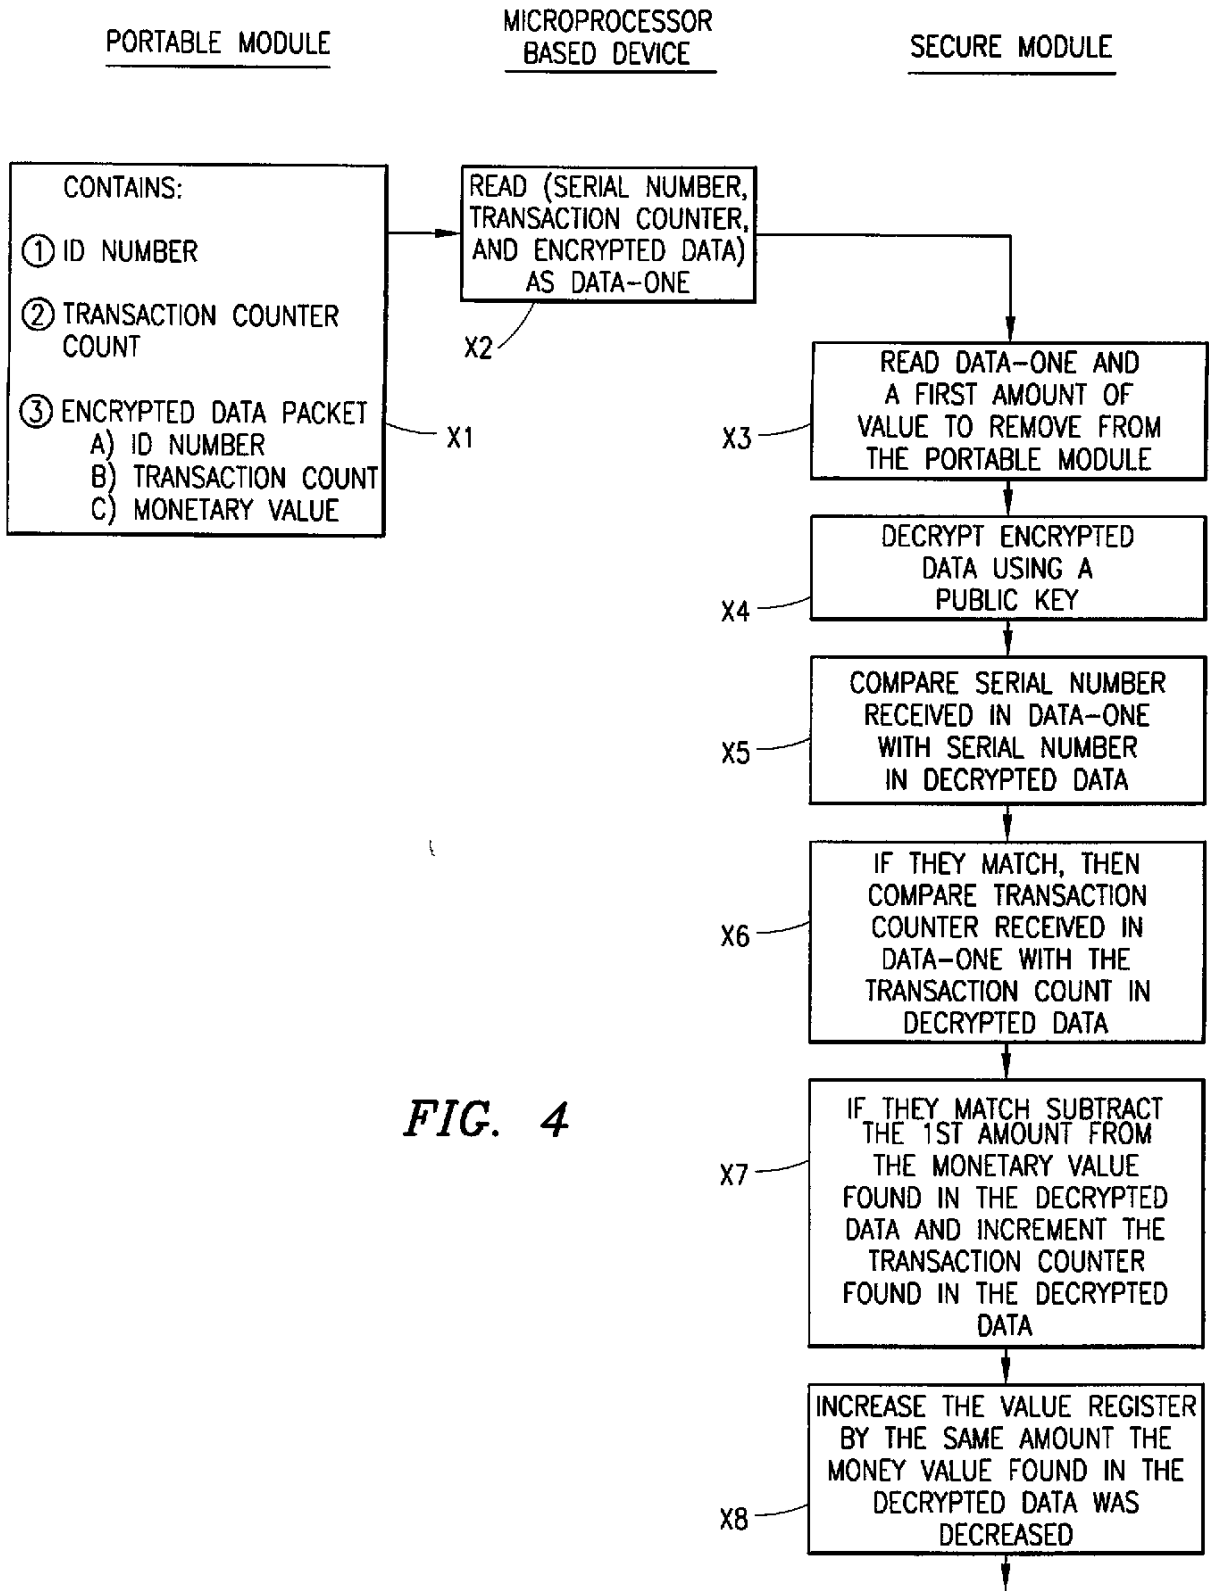 PORTABLE MODULE
MICROPROCESSOR
BASED DEVICE
SECURE MODULE
CONTAINS:
① ID NUMBER
② TRANSACTION COUNTER
COUNT
③ ENCRYPTED DATA PACKET
A) ID NUMBER
B) TRANSACTION COUNT
C) MONETARY VALUE
X1
READ (SERIAL NUMBER,
TRANSACTION COUNTER,
AND ENCRYPTED DATA)
AS DATA-ONE
X2
READ DATA-ONE AND
A FIRST AMOUNT OF
VALUE TO REMOVE FROM
THE PORTABLE MODULE
X3
DECRYPT ENCRYPTED
DATA USING A
PUBLIC KEY
X4
COMPARE SERIAL NUMBER
RECEIVED IN DATA-ONE
WITH SERIAL NUMBER
IN DECRYPTED DATA
X5
IF THEY MATCH, THEN
COMPARE TRANSACTION
COUNTER RECEIVED IN
DATA-ONE WITH THE
TRANSACTION COUNT IN
DECRYPTED DATA
X6
FIG. 4
IF THEY MATCH SUBTRACT
THE 1ST AMOUNT FROM
THE MONETARY VALUE
FOUND IN THE DECRYPTED
DATA AND INCREMENT THE
TRANSACTION COUNTER
FOUND IN THE DECRYPTED
DATA
X7
INCREASE THE VALUE REGISTER
BY THE SAME AMOUNT THE
MONEY VALUE FOUND IN THE
DECRYPTED DATA WAS
DECREASED
X8